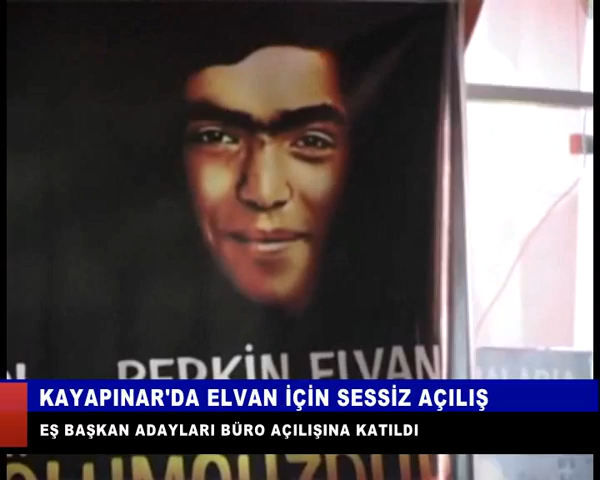 BERKİN ELVAN
KAYAPINAR'DA ELVAN İÇİN SESSİZ AÇILIŞ
EŞ BAŞKAN ADAYLARI BÜRO AÇILIŞINA KATILDI